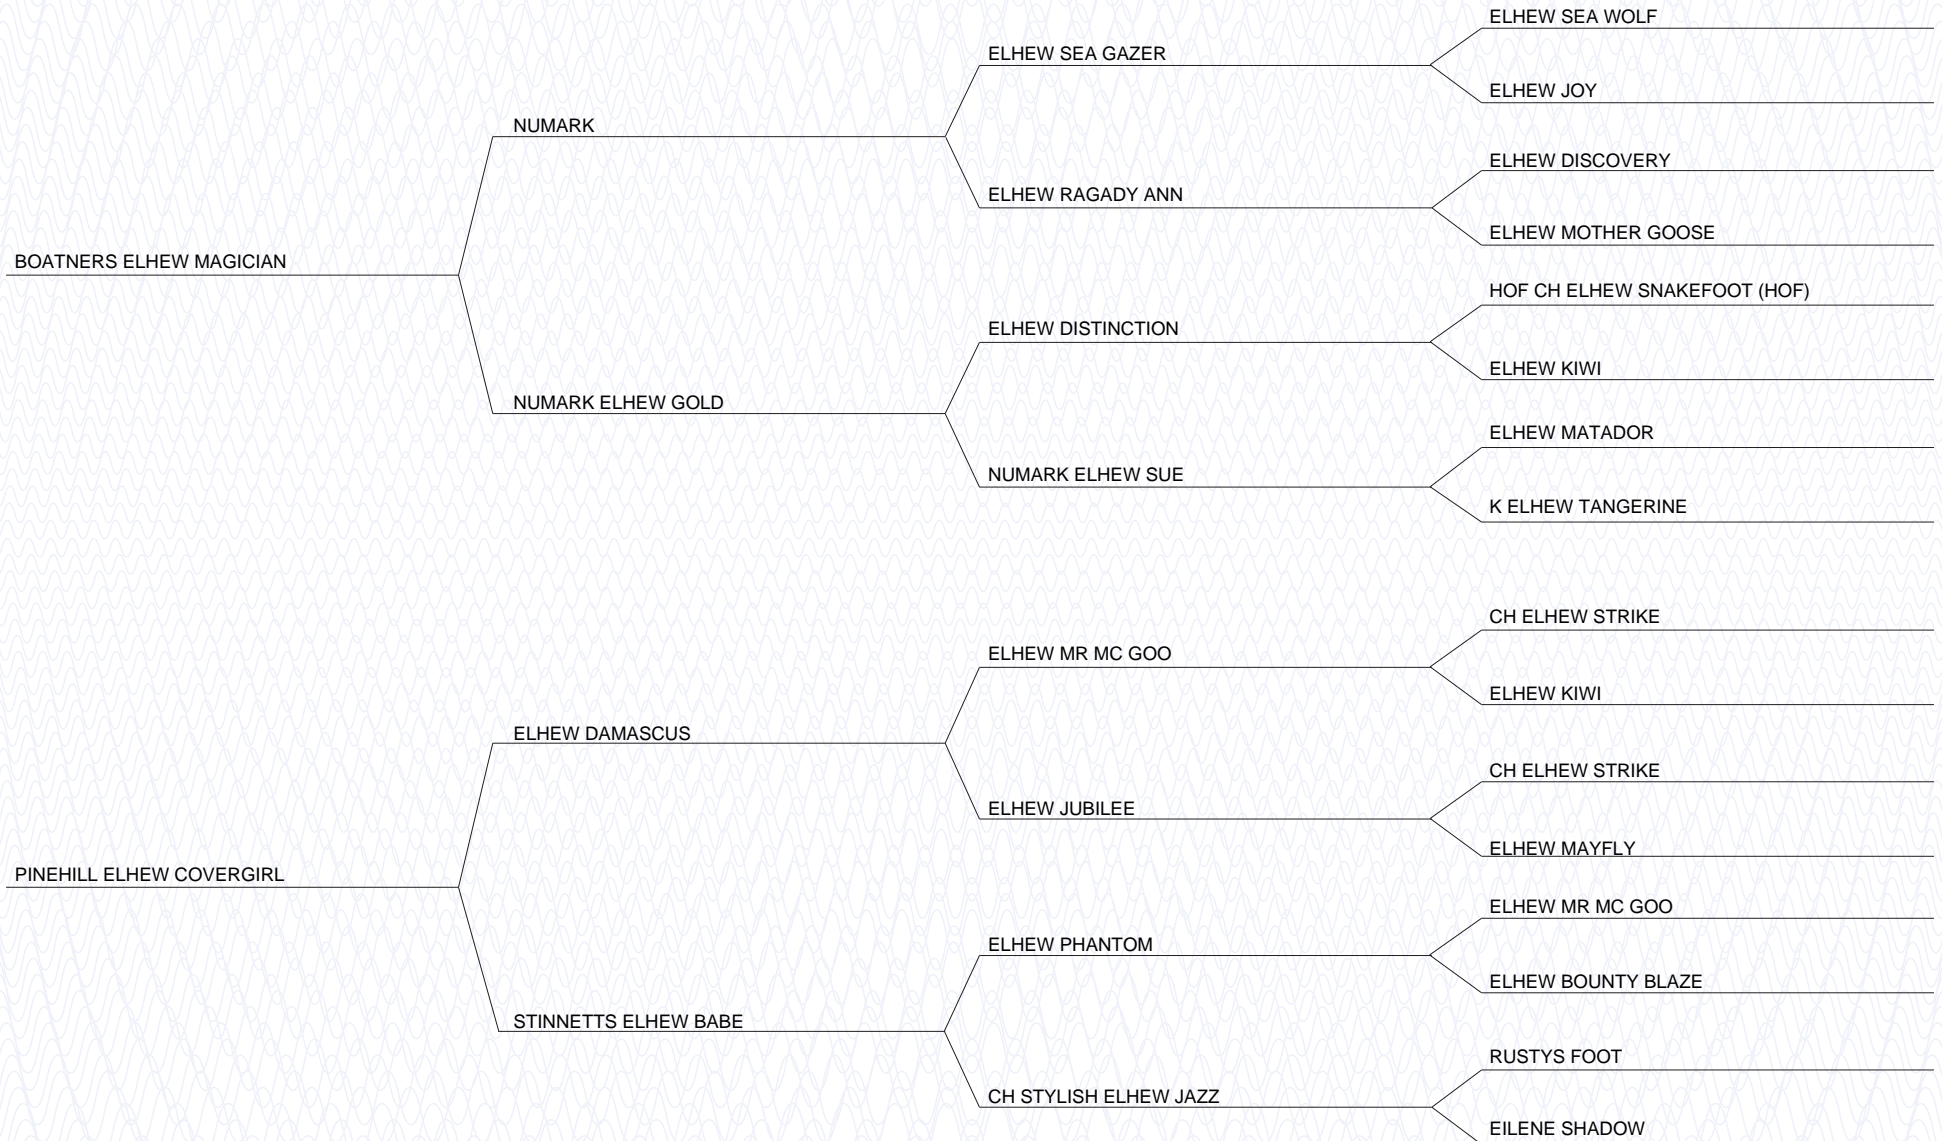 ELHEW SEA WOLF
ELHEW SEA GAZER
ELHEW JOY
NUMARK
ELHEW DISCOVERY
ELHEW RAGADY ANN
ELHEW MOTHER GOOSE
BOATNERS ELHEW MAGICIAN
HOF CH ELHEW SNAKEFOOT (HOF)
ELHEW DISTINCTION
ELHEW KIWI
NUMARK ELHEW GOLD
ELHEW MATADOR
NUMARK ELHEW SUE
K ELHEW TANGERINE
CH ELHEW STRIKE
ELHEW MR MC GOO
ELHEW KIWI
ELHEW DAMASCUS
CH ELHEW STRIKE
ELHEW JUBILEE
ELHEW MAYFLY
PINEHILL ELHEW COVERGIRL
ELHEW MR MC GOO
ELHEW PHANTOM
ELHEW BOUNTY BLAZE
STINNETTS ELHEW BABE
RUSTYS FOOT
CH STYLISH ELHEW JAZZ
EILENE SHADOW